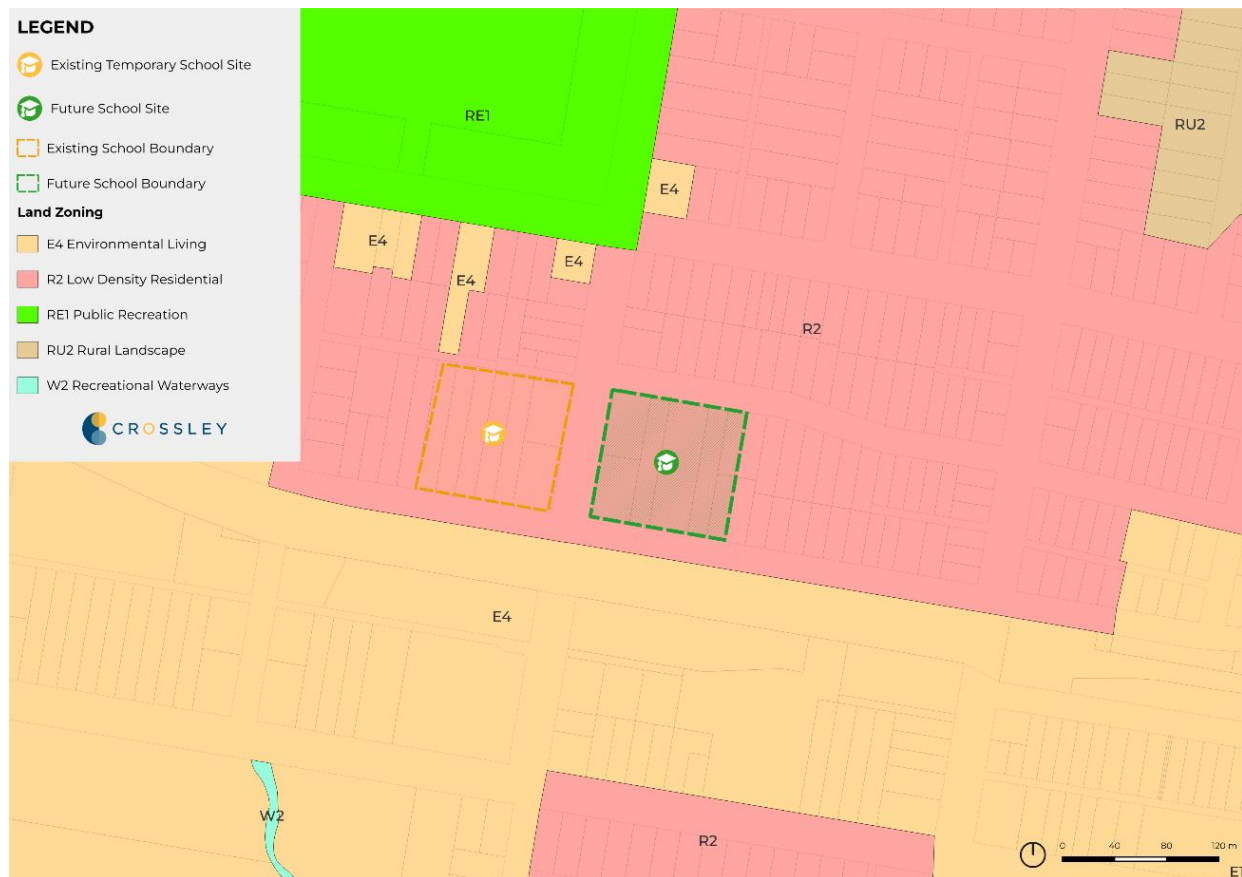 LEGEND
Existing Temporary School Site
Future School Site
Existing School Boundary
Future School Boundary
Land Zoning
E4 Environmental Living
R2 Low Density Residential
RE1 Public Recreation
RU2 Rural Landscape
W2 Recreational Waterways
CROSSLEY
RE1
RU2
E4
E4
E4
E4
R2
E4
W2
R2
0 40 80 120 m
E1